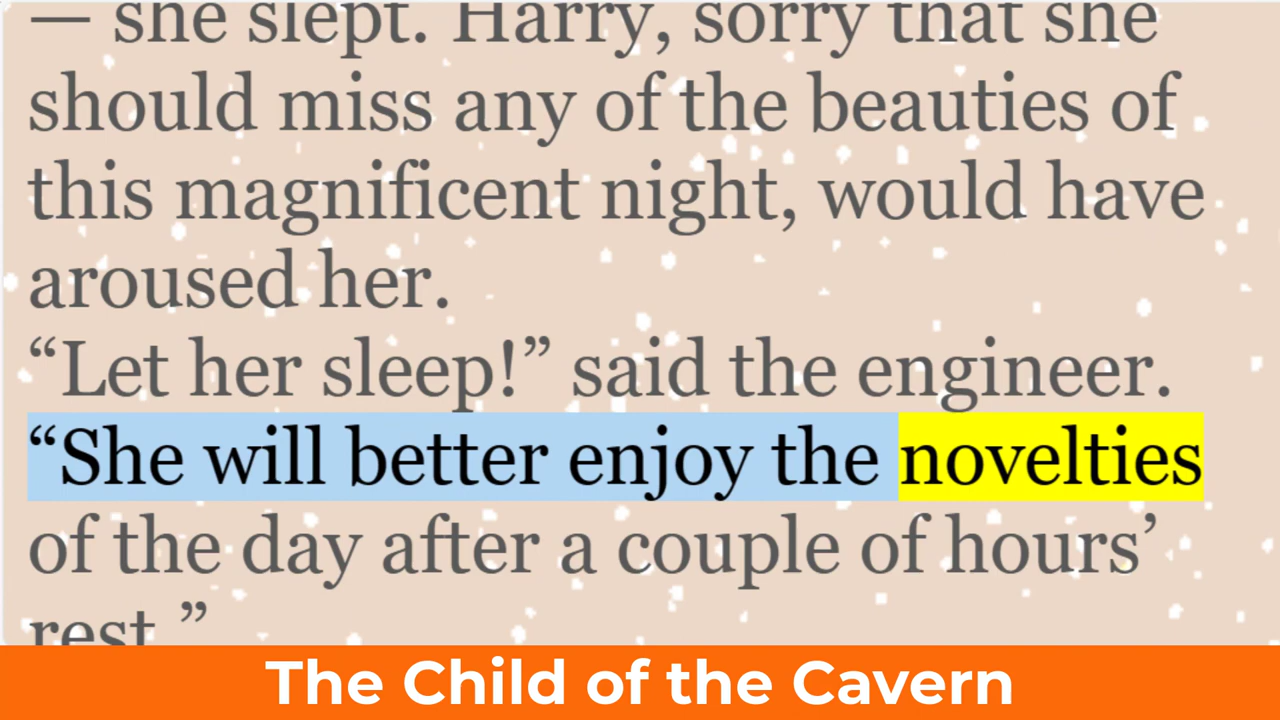 — she slept. Harry, sorry that she
should miss any of the beauties of
this magnificent night, would have
aroused her.
“Let her sleep!” said the engineer.
“She will better enjoy the novelties
of the day after a couple of hours’
rest.”
The Child of the Cavern